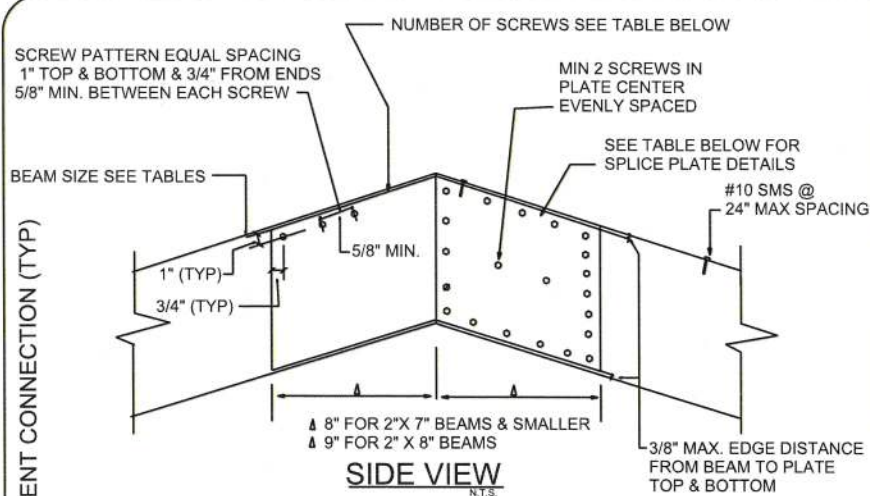 NUMBER OF SCREWS SEE TABLE BELOW
SCREW PATTERN EQUAL SPACING
1" TOP & BOTTOM & 3/4" FROM ENDS
5/8" MIN. BETWEEN EACH SCREW
MIN 2 SCREWS IN
PLATE CENTER
EVENLY SPACED
SEE TABLE BELOW FOR
SPLICE PLATE DETAILS
BEAM SIZE SEE TABLES
#10 SMS @
24" MAX SPACING
5/8" MIN.
1" (TYP)
3/4" (TYP)
ENT CONNECTION (TYP)
Δ
Δ
Δ 8" FOR 2"X 7" BEAMS & SMALLER
Δ 9" FOR 2" X 8" BEAMS
SIDE VIEW
N.T.S.
3/8" MAX. EDGE DISTANCE
FROM BEAM TO PLATE
TOP & BOTTOM